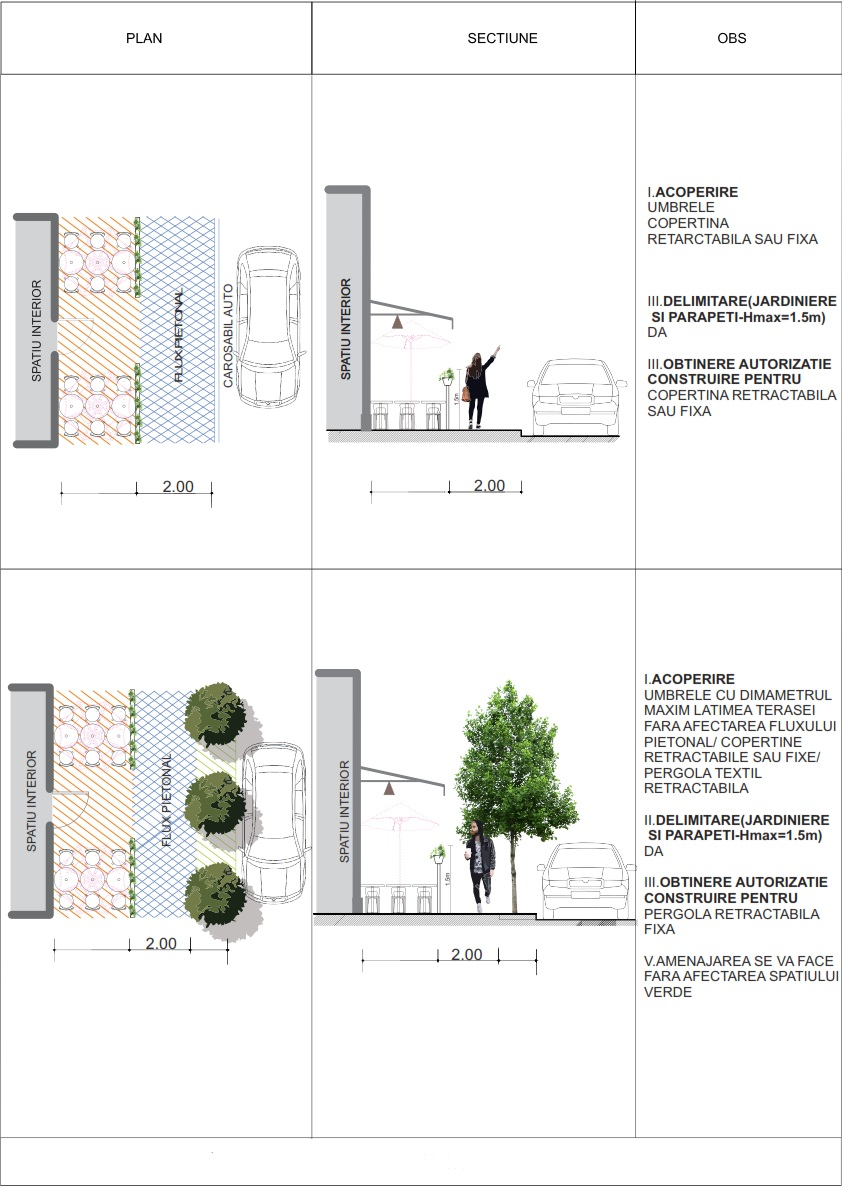 PLAN
SECTIUNE
OBS
SPATIU INTERIOR
FLUX PIETONAL
CAROSABIL AUTO
2.00
SPATIU INTERIOR
1.5m
2.00
I.ACOPERIRE
UMBRELE
COPERTINA
RETARCTABILA SAU FIXA
III.DELIMITARE(JARDINIERE
SI PARAPETI-Hmax=1.5m)
DA
III.OBTINERE AUTORIZATIE
CONSTRUIRE PENTRU
COPERTINA RETRACTABILA
SAU FIXA
SPATIU INTERIOR
FLUX PIETONAL
2.00
SPATIU INTERIOR
1.5m
2.00
I.ACOPERIRE
UMBRELE CU DIMAMETRUL
MAXIM LATIMEA TERASEI
FARA AFECTAREA FLUXULUI
PIETONAL/ COPERTINE
RETRACTABILE SAU FIXE/
PERGOLA TEXTIL
RETRACTABILA
II.DELIMITARE(JARDINIERE
SI PARAPETI-Hmax=1.5m)
DA
III.OBTINERE AUTORIZATIE
CONSTRUIRE PENTRU
PERGOLA RETRACTABILA
FIXA
V.AMENAJAREA SE VA FACE
FARA AFECTAREA SPATIULUI
VERDE